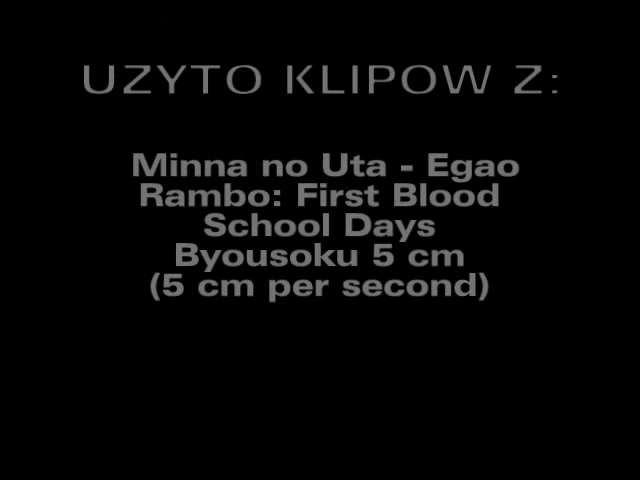 UZYTO KLIPOW Z:
Minna no Uta - Egao
Rambo: First Blood
School Days
Byousoku 5 cm
(5 cm per second)